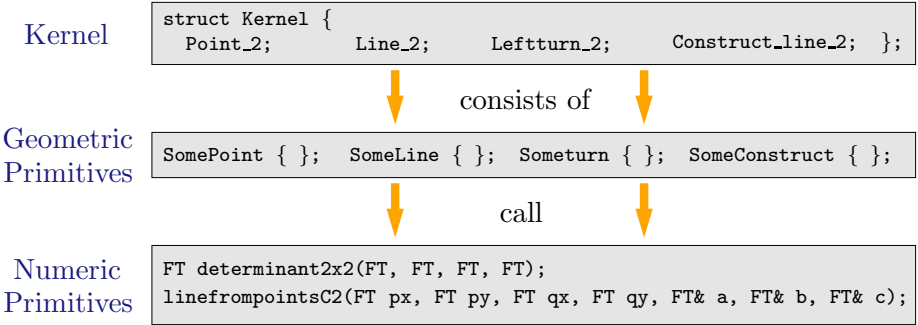 Kernel
struct Kernel {
Point_2; Line_2; Leftturn_2; Construct_line_2; };
consists of
Geometric
Primitives
SomePoint { }; SomeLine { }; Someturn { }; SomeConstruct { };
call
Numeric
Primitives
FT determinant2x2(FT, FT, FT, FT);
linefrompointsC2(FT px, FT py, FT qx, FT qy, FT& a, FT& b, FT& c);